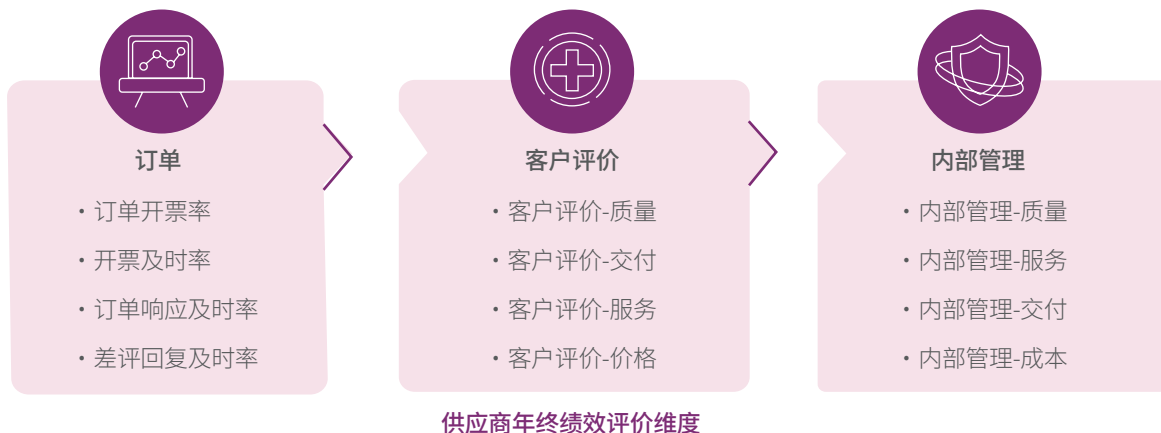 订单
・订单开票率
・开票及时率
・订单响应及时率
・差评回复及时率
客户评价
・客户评价-质量
・客户评价-交付
・客户评价-服务
・客户评价-价格
内部管理
・内部管理-质量
・内部管理-服务
・内部管理-交付
・内部管理-成本
供应商年终绩效评价维度